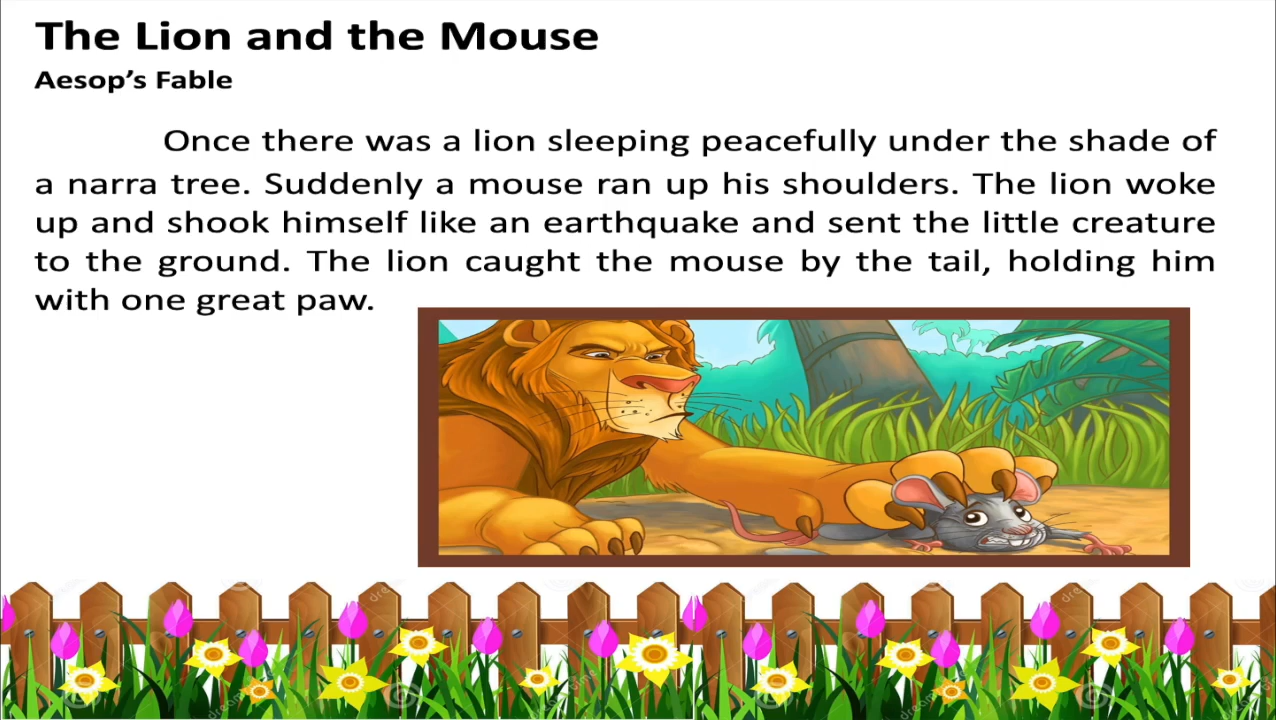 The Lion and the Mouse
Aesop’s Fable
Once there was a lion sleeping peacefully under the shade of
a narra tree. Suddenly a mouse ran up his shoulders. The lion woke
up and shook himself like an earthquake and sent the little creature
to the ground. The lion caught the mouse by the tail, holding him
with one great paw.